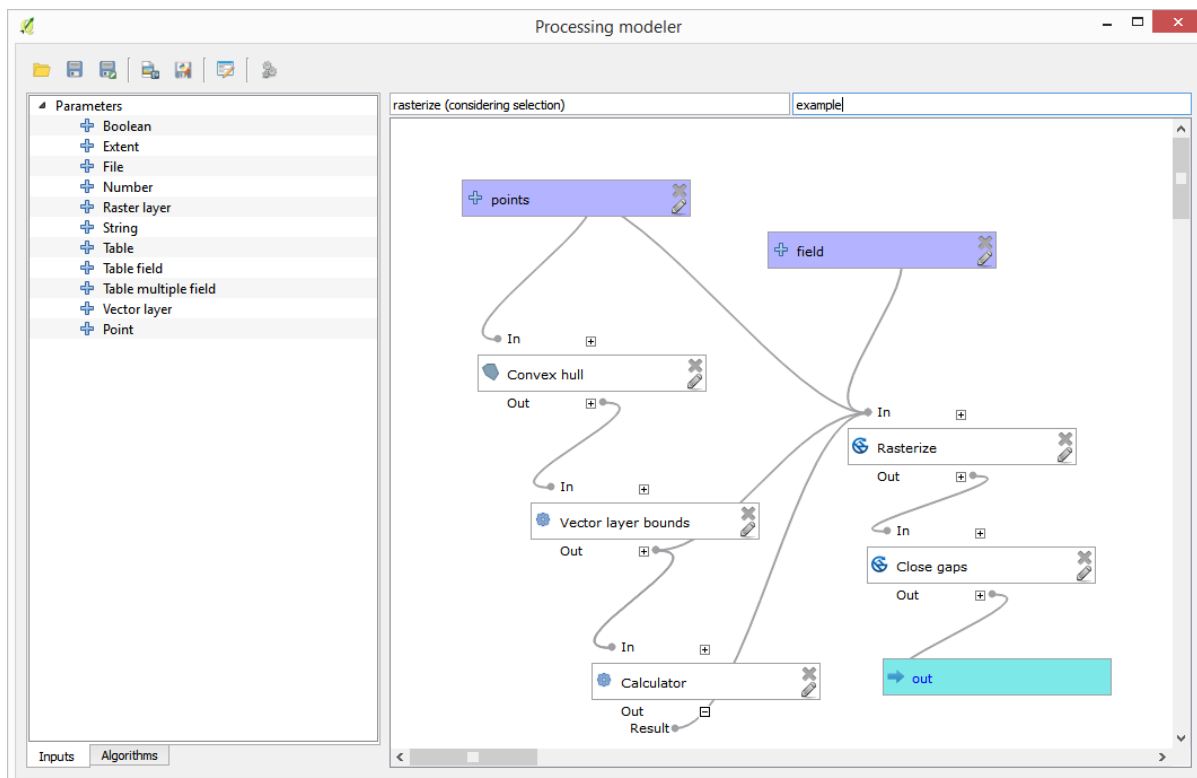 Processing modeler
Parameters
Boolean
Extent
File
Number
Raster layer
String
Table
Table field
Table multiple field
Vector layer
Point
Inputs
Algorithms
rasterize (considering selection)
example
points
field
In
Convex hull
Out
In
Vector layer bounds
Out
In
Calculator
Out
Result
In
Rasterize
Out
In
Close gaps
Out
out